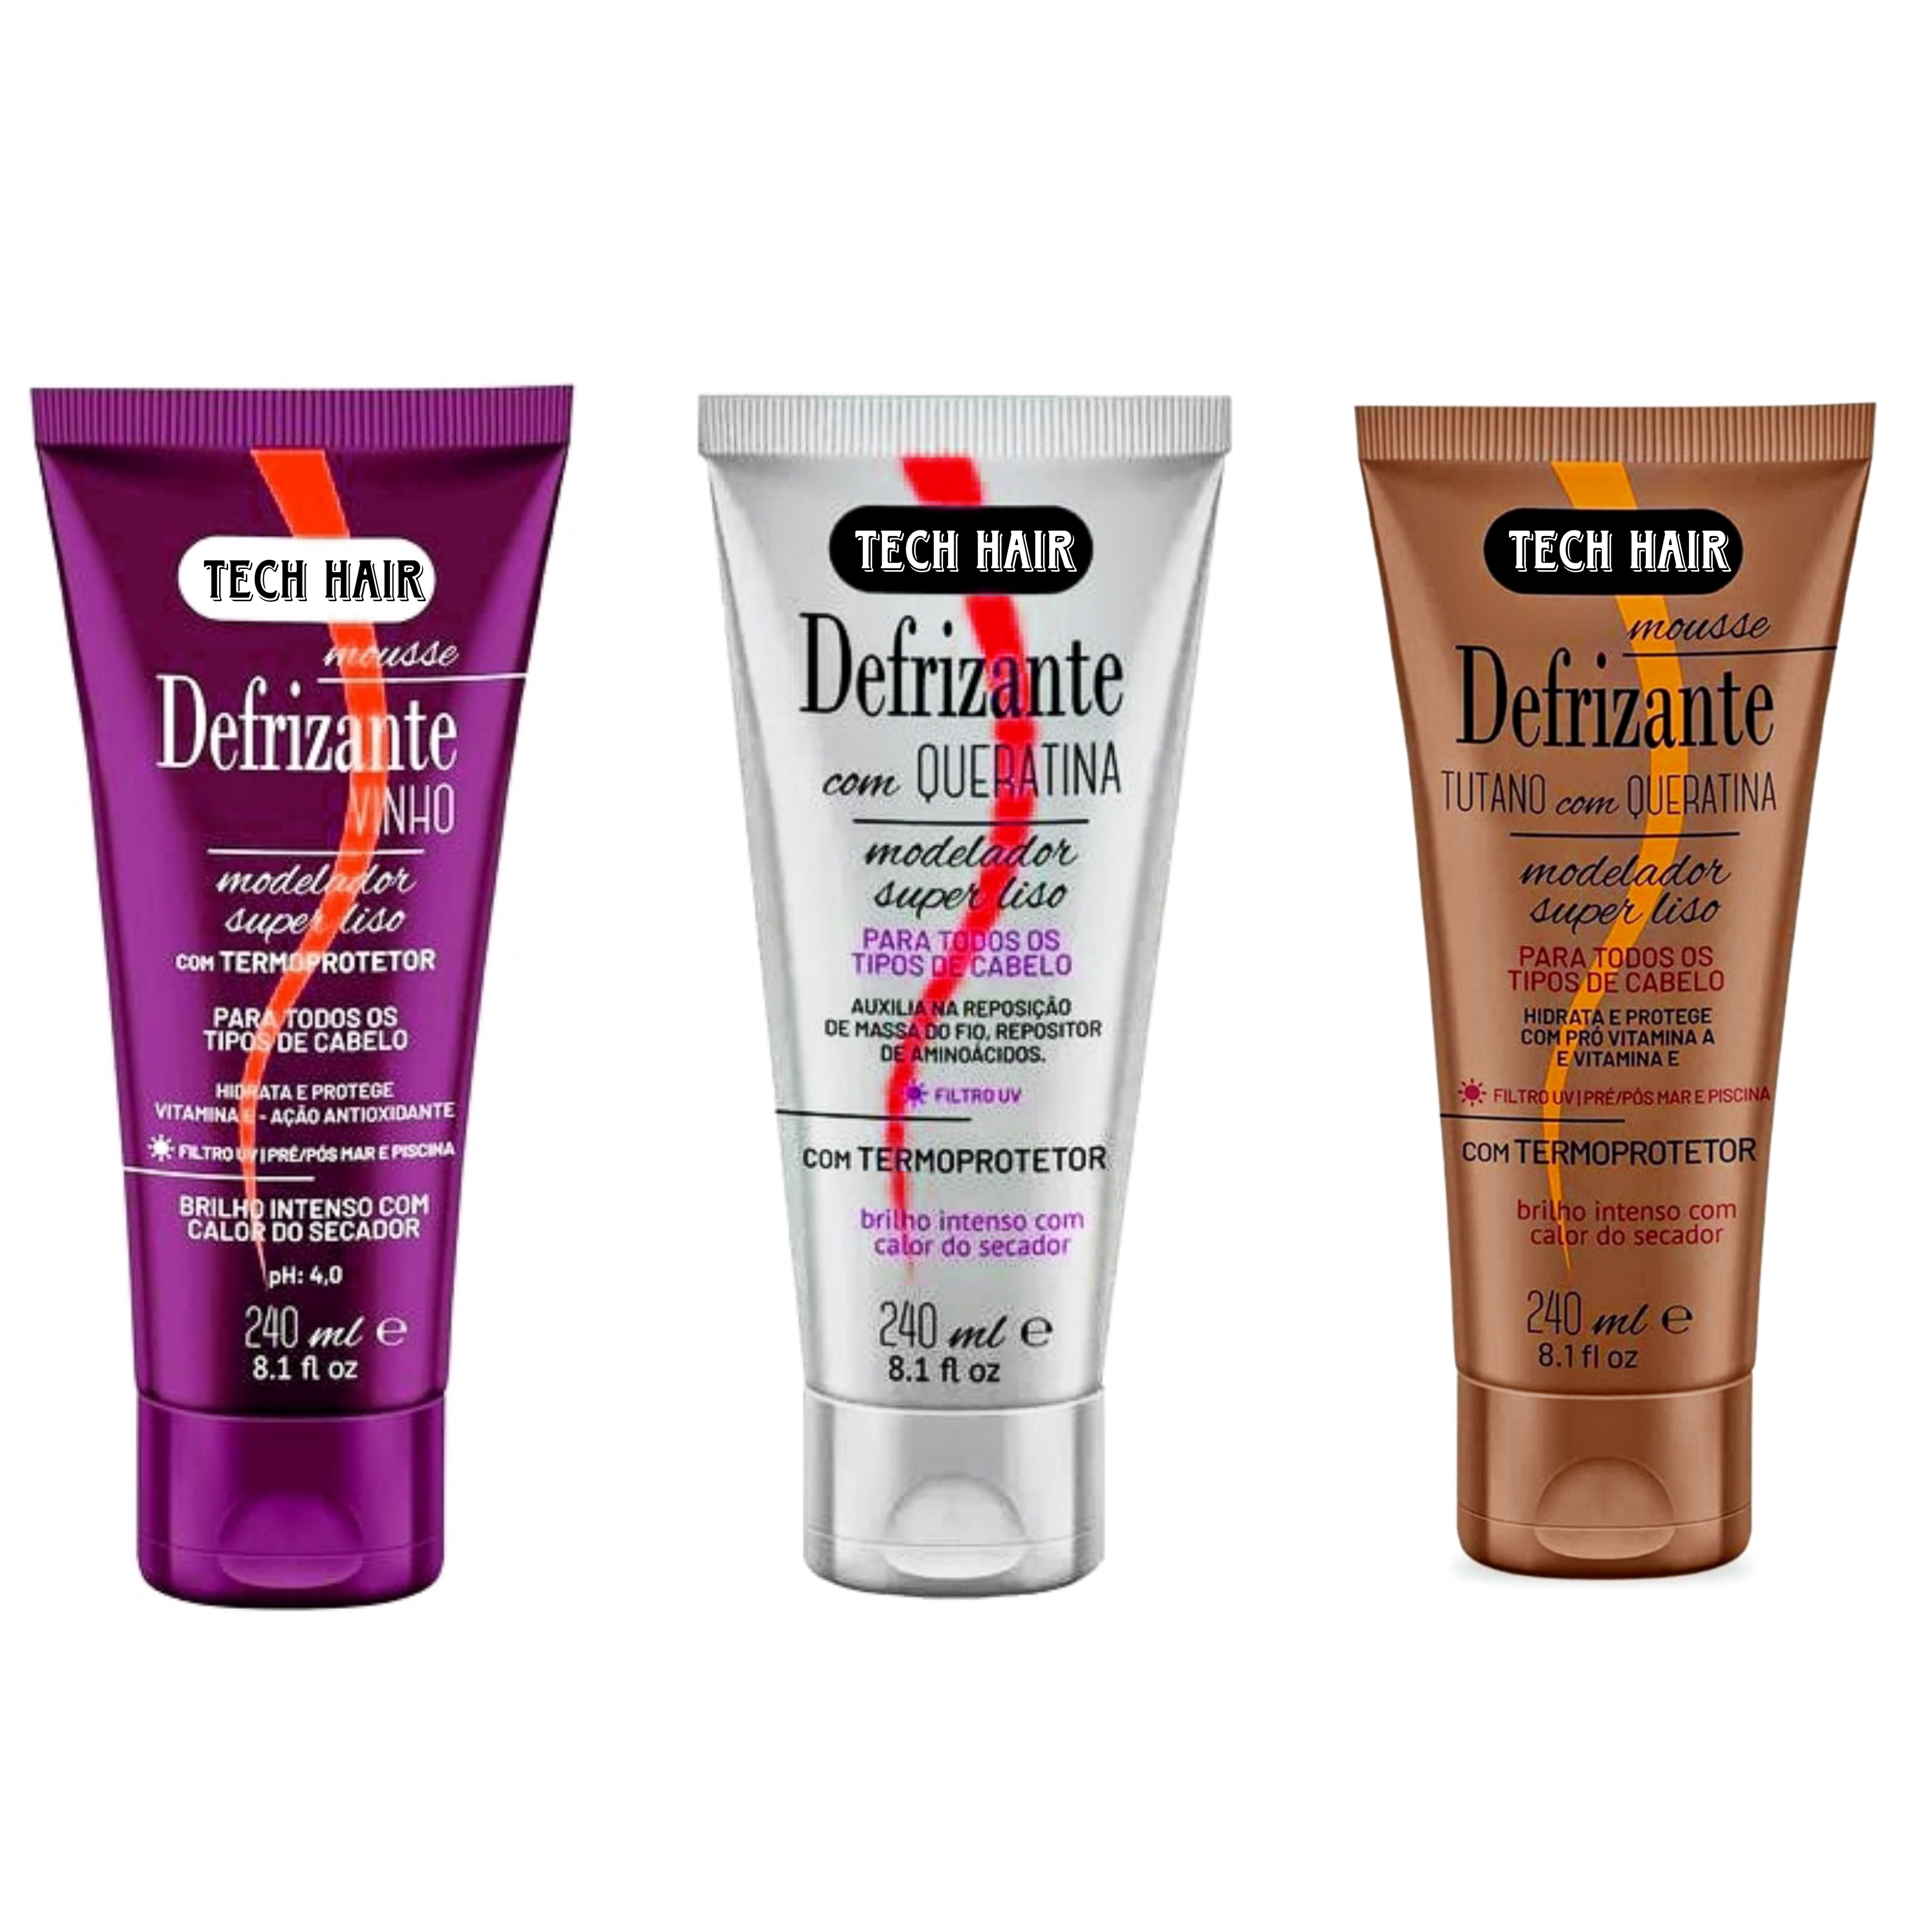 TECH HAIR
mousse
Defrizante
VINHO
modelador
super liso
COM TERMOPROTETOR
PARA TODOS OS
TIPOS DE CABELO
HIDRATA E PROTEGE
VITAMINA E - AÇÃO ANTIOXIDANTE
FILTRO UV | PRÉ/PÓS MAR E PISCINA
BRILHO INTENSO COM
CALOR DO SECADOR
pH: 4,0
240 ml e
8.1 fl oz
TECH HAIR
Defrizante
com QUERATINA
modelador
super liso
PARA TODOS OS
TIPOS DE CABELO
AUXILIA NA REPOSIÇÃO
DE MASSA DO FIO, REPOSITOR
DE AMINOÁCIDOS.
FILTRO UV
COM TERMOPROTETOR
brilho intenso com
calor do secador
240 ml e
8.1 fl oz
TECH HAIR
mousse
Defrizante
TUTANO com QUERATINA
modelador
super liso
PARA TODOS OS
TIPOS DE CABELO
HIDRATA E PROTEGE
COM PRÓ VITAMINA A
E VITAMINA E
FILTRO UV | PRÉ/PÓS MAR E PISCINA
COM TERMOPROTETOR
brilho intenso com
calor do secador
240 ml e
8.1 fl oz